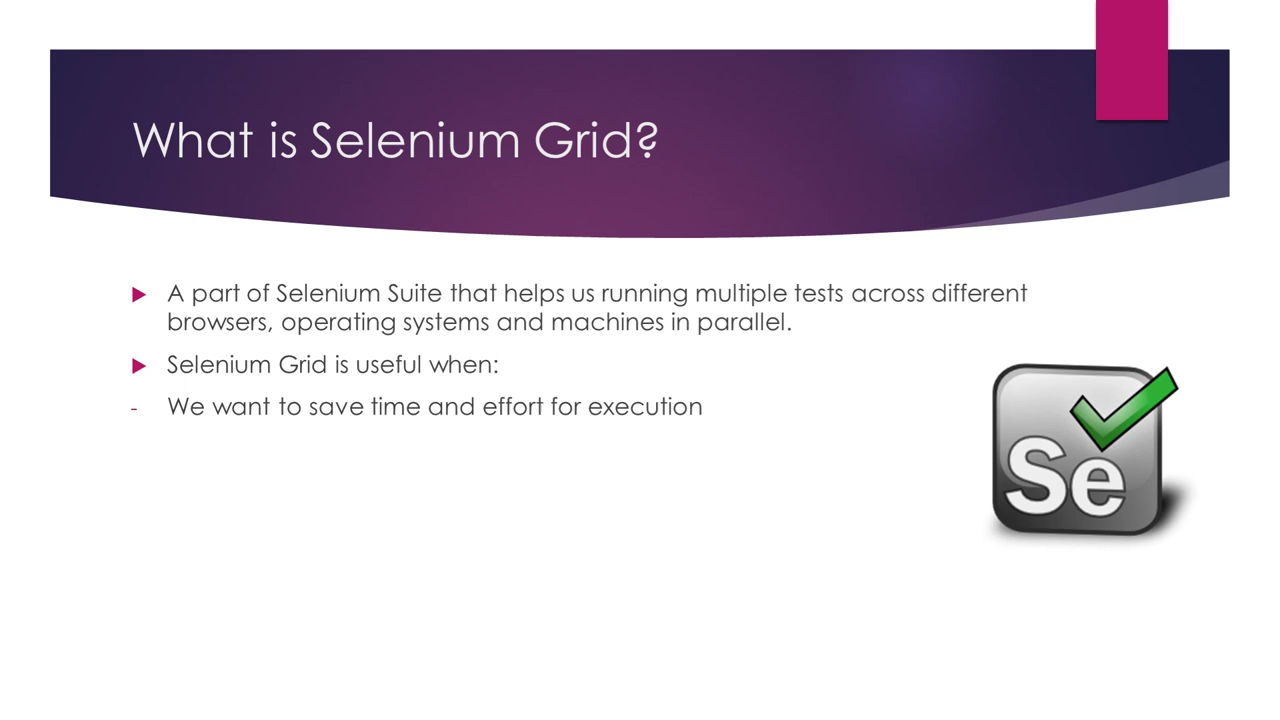 What is Selenium Grid?
A part of Selenium Suite that helps us running multiple tests across different
browsers, operating systems and machines in parallel.
Selenium Grid is useful when:
- We want to save time and effort for execution
Se